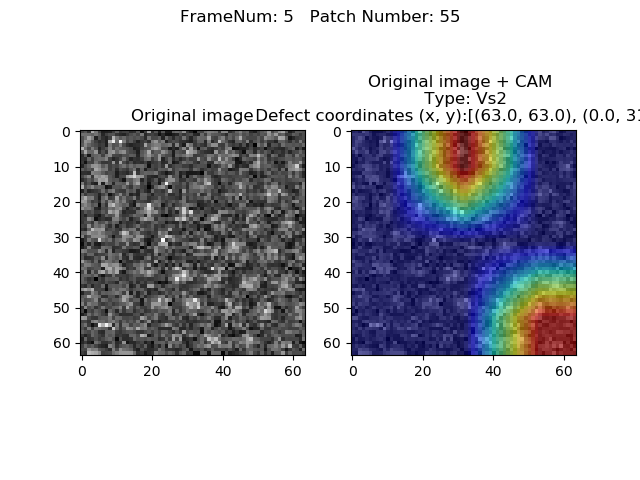 FrameNum: 5   Patch Number: 55
Original image + CAM
Type: Vs2
Original image
Defect coordinates (x, y):[(63.0, 63.0), (0.0, 31
0
10
20
30
40
50
60
0 20 40 60
0
10
20
30
40
50
60
0 20 40 60